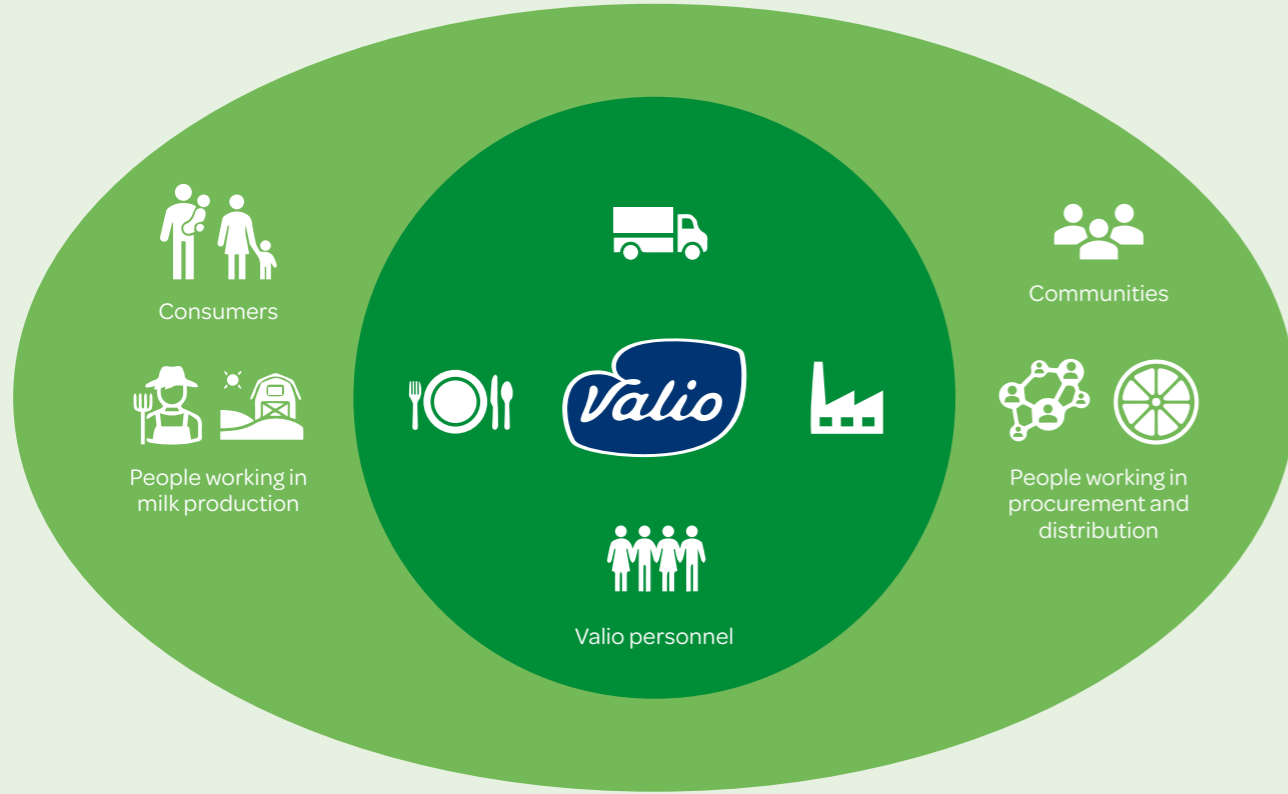 Consumers
People working in
milk production
Valio
Valio personnel
Communities
People working in
procurement and
distribution